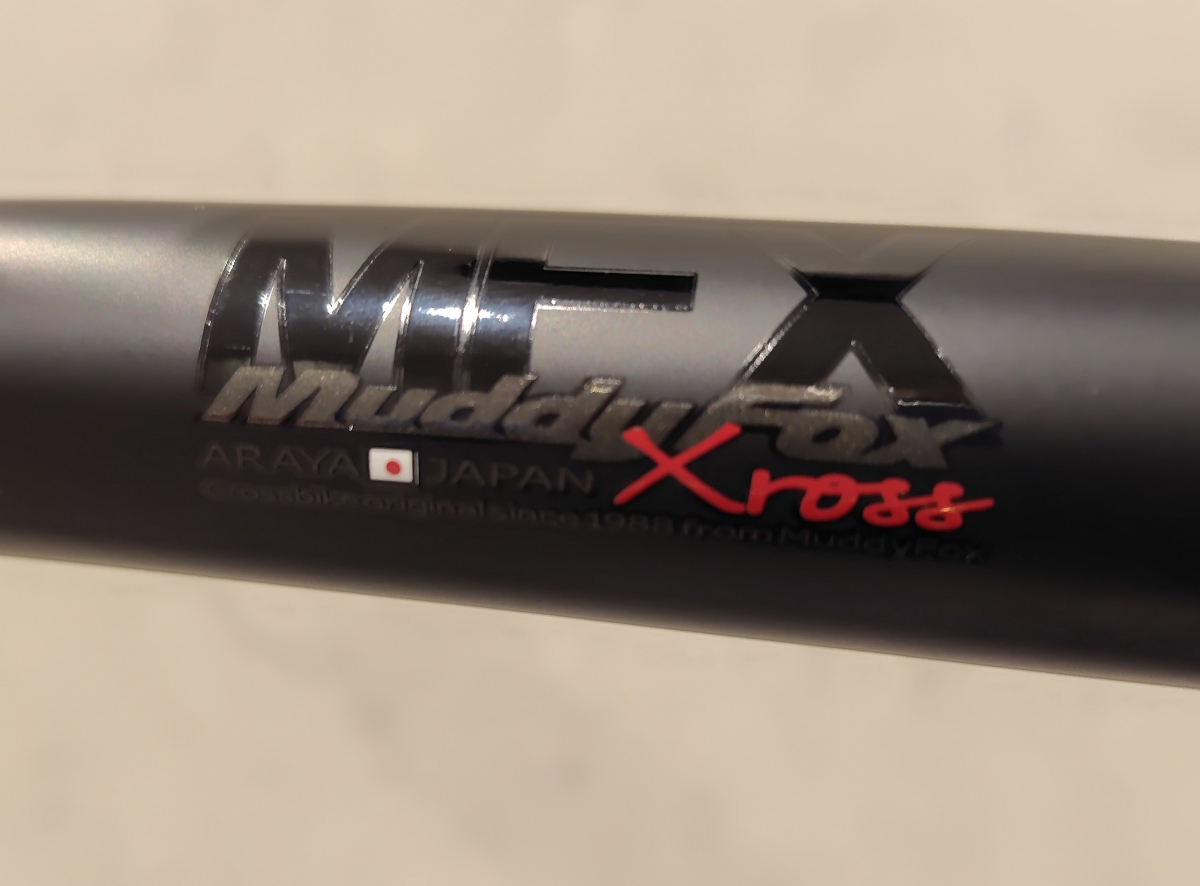 MFX
MuddyFox
Xross
ARAYA JAPAN
Crossbike original since 1988 from MuddyFox